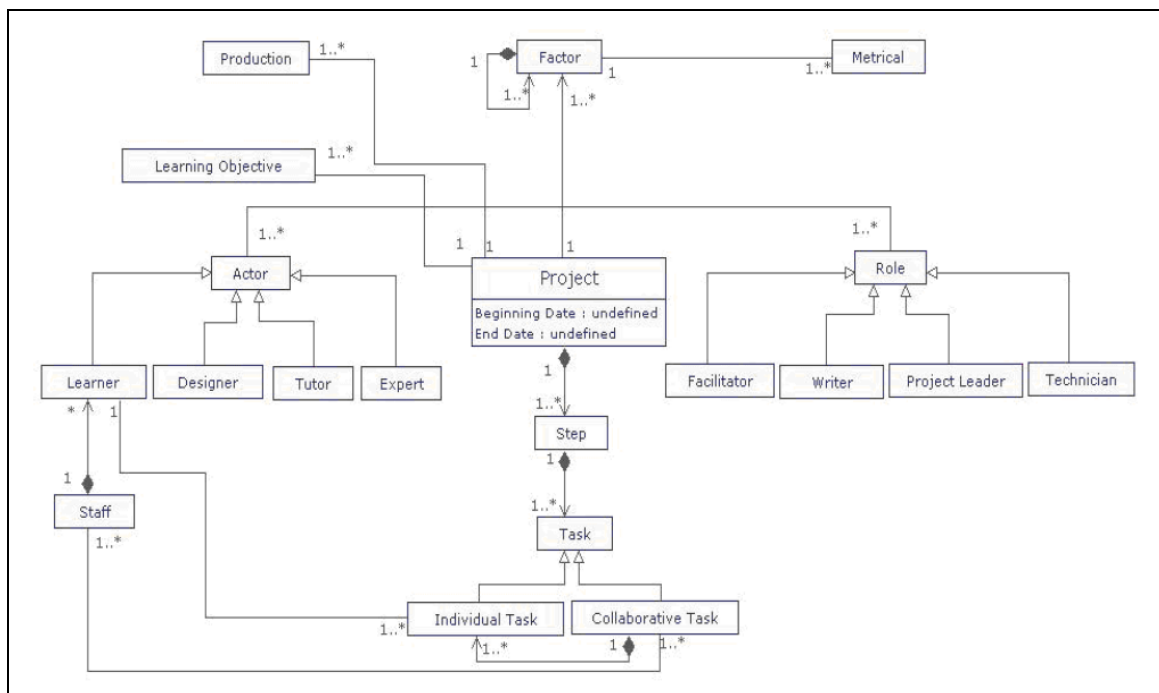 Production
1..*
Factor
1
1..*
1
1..*
Metrical
1..*
Learning Objective
1..*
1..*
1..*
1
1
1
Actor
Role
Project
Beginning Date : undefined
End Date : undefined
Learner
Designer
Tutor
Expert
1
Facilitator
Writer
Project Leader
Technician
*
1
1..*
Step
1
1
Staff
1..*
1..*
Task
Individual Task
Collaborative Task
1..*
1..*
1
1..*